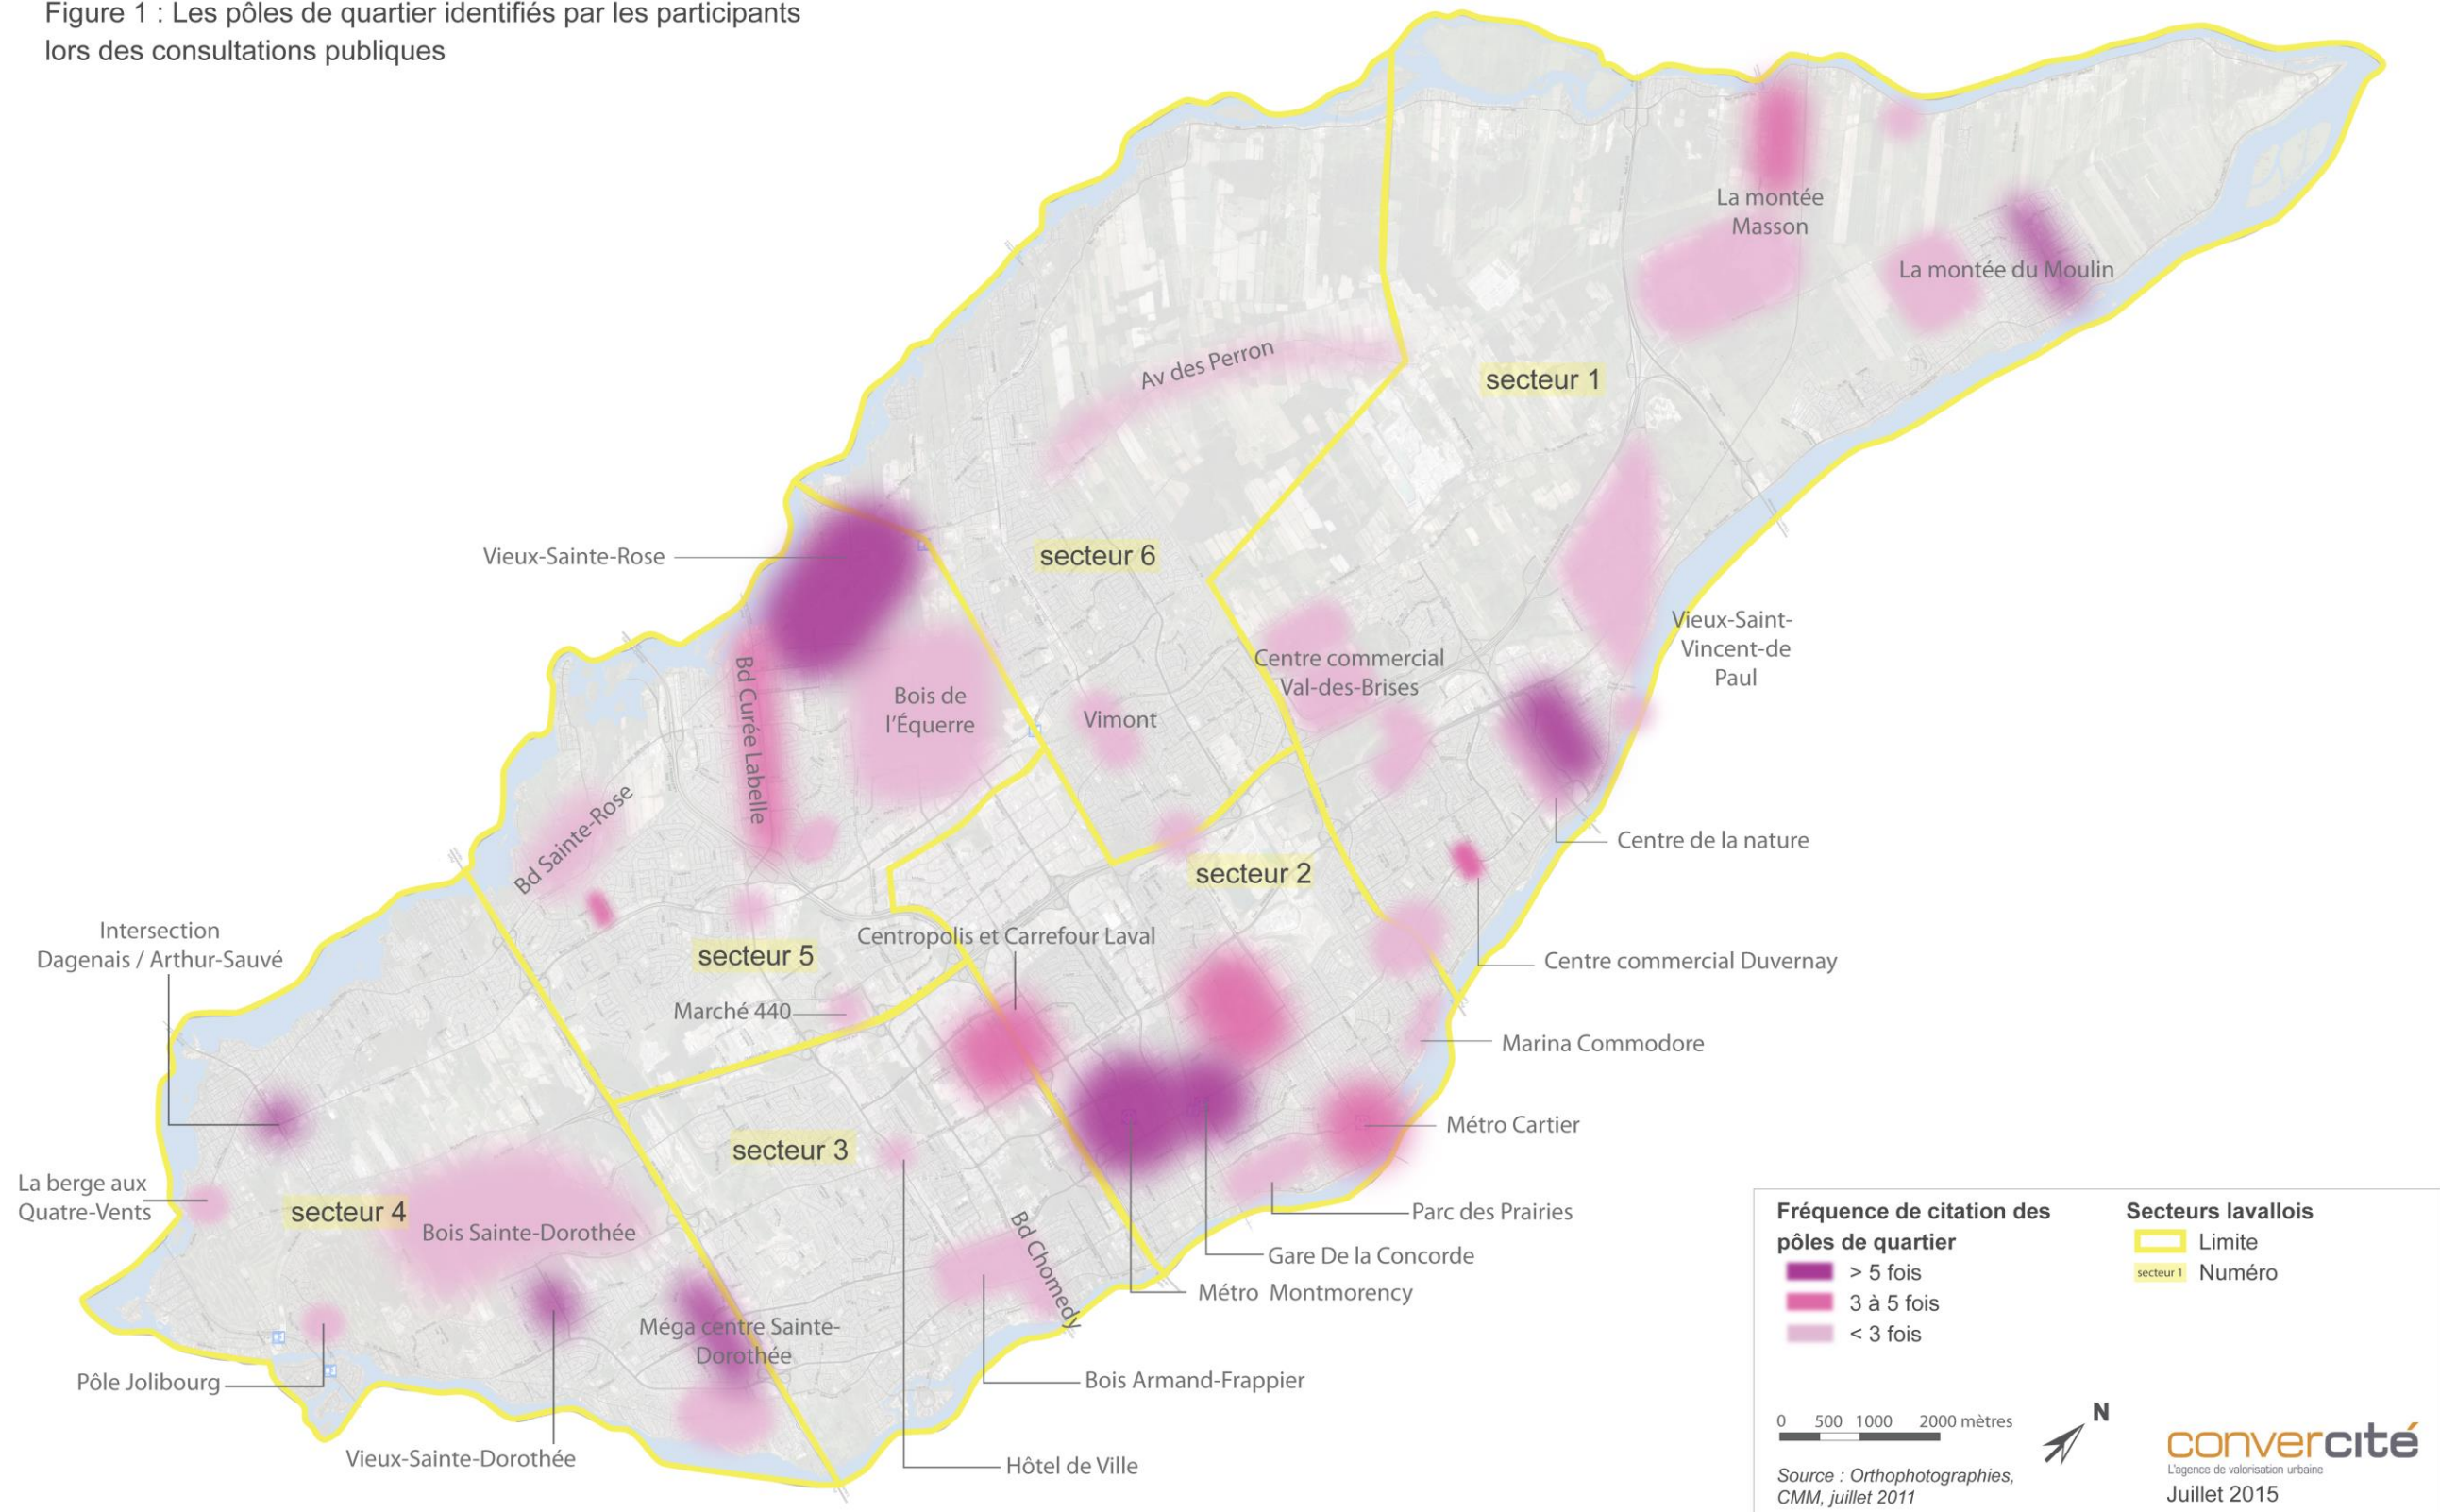 Figure 1 : Les pôles de quartier identifiés par les participants
lors des consultations publiques
La montée
Masson
La montée du Moulin
Av des Perron
secteur 1
Vieux-Sainte-Rose
secteur 6
Vieux-Saint-
Vincent-de
Paul
Centre commercial
Val-des-Brises
Bd Curée Labelle
Bois de
l'Équerre
Vimont
Bd Sainte-Rose
Centre de la nature
secteur 2
Intersection
Dagenais / Arthur-Sauvé
Centropolis et Carrefour Laval
secteur 5
Centre commercial Duvernay
Marché 440
Marina Commodore
Métro Cartier
secteur 3
La berge aux
Quatre-Vents
secteur 4
Bois Sainte-Dorothée
Parc des Prairies
Bd Chomedy
Gare De la Concorde
Métro Montmorency
Méga centre Sainte-
Dorothée
Pôle Jolibourg
Bois Armand-Frappier
Vieux-Sainte-Dorothée
Hôtel de Ville
Fréquence de citation des
pôles de quartier
> 5 fois
3 à 5 fois
< 3 fois
Secteurs lavallois
Limite
secteur 1 Numéro
0 500 1000 2000 mètres
N
Source : Orthophotographies,
CMM, juillet 2011
convercité
L'agence de valorisation urbaine
Juillet 2015